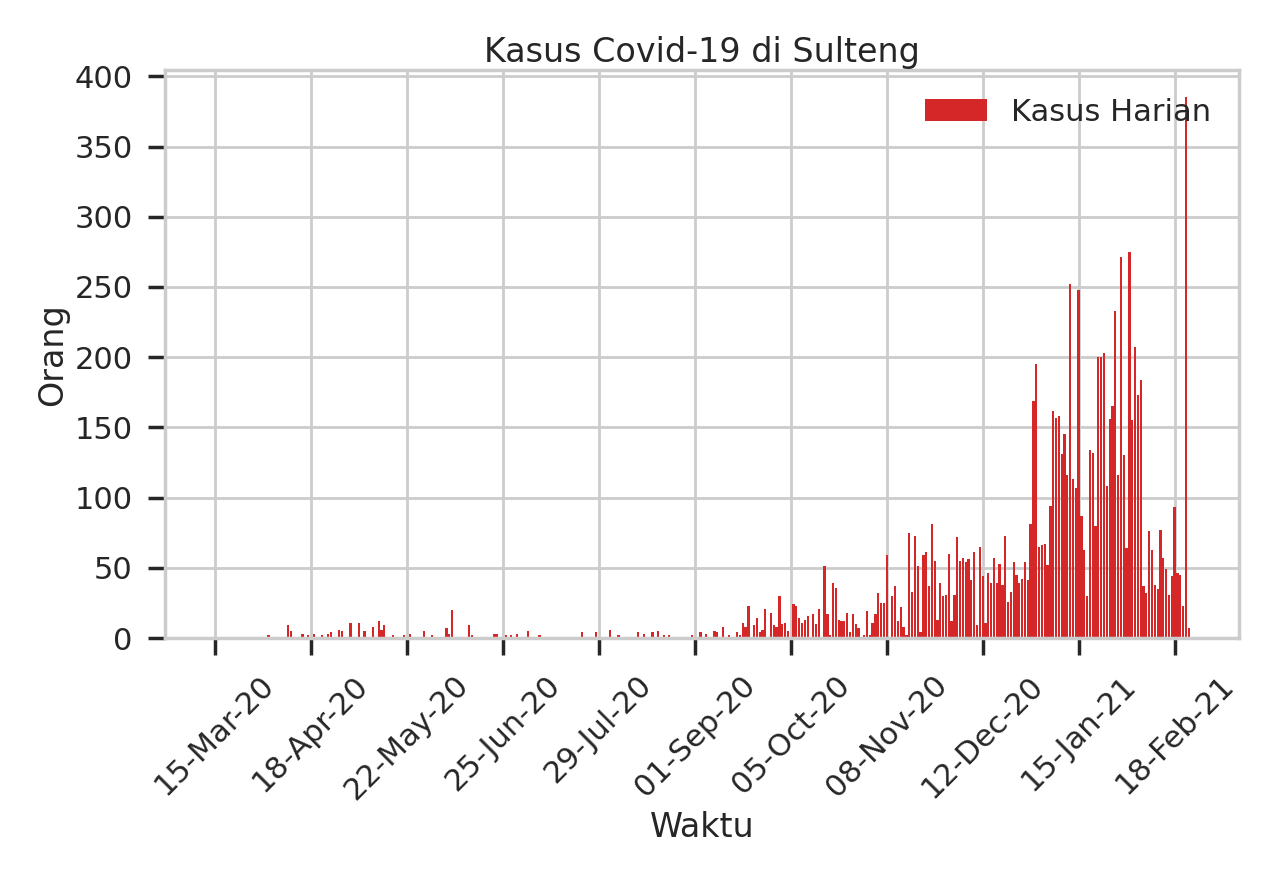 Kasus Covid-19 di Sulteng
Kasus Harian
Orang
400
350
300
250
200
150
100
50
0
15-Mar-20
18-Apr-20
22-May-20
25-Jun-20
29-Jul-20
01-Sep-20
05-Oct-20
08-Nov-20
12-Dec-20
15-Jan-21
18-Feb-21
Waktu